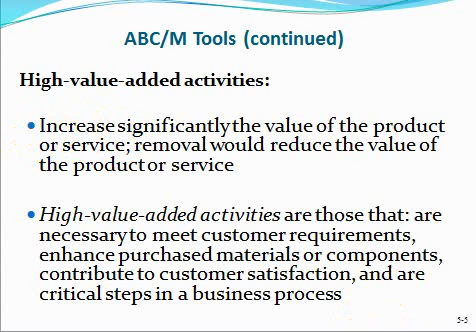 ABC/M Tools (continued)
High-value-added activities:
• Increase significantly the value of the product
or service; removal would reduce the value of
the product or service
• High-value-added activities are those that: are
necessary to meet customer requirements,
enhance purchased materials or components,
contribute to customer satisfaction, and are
critical steps in a business process
5-5